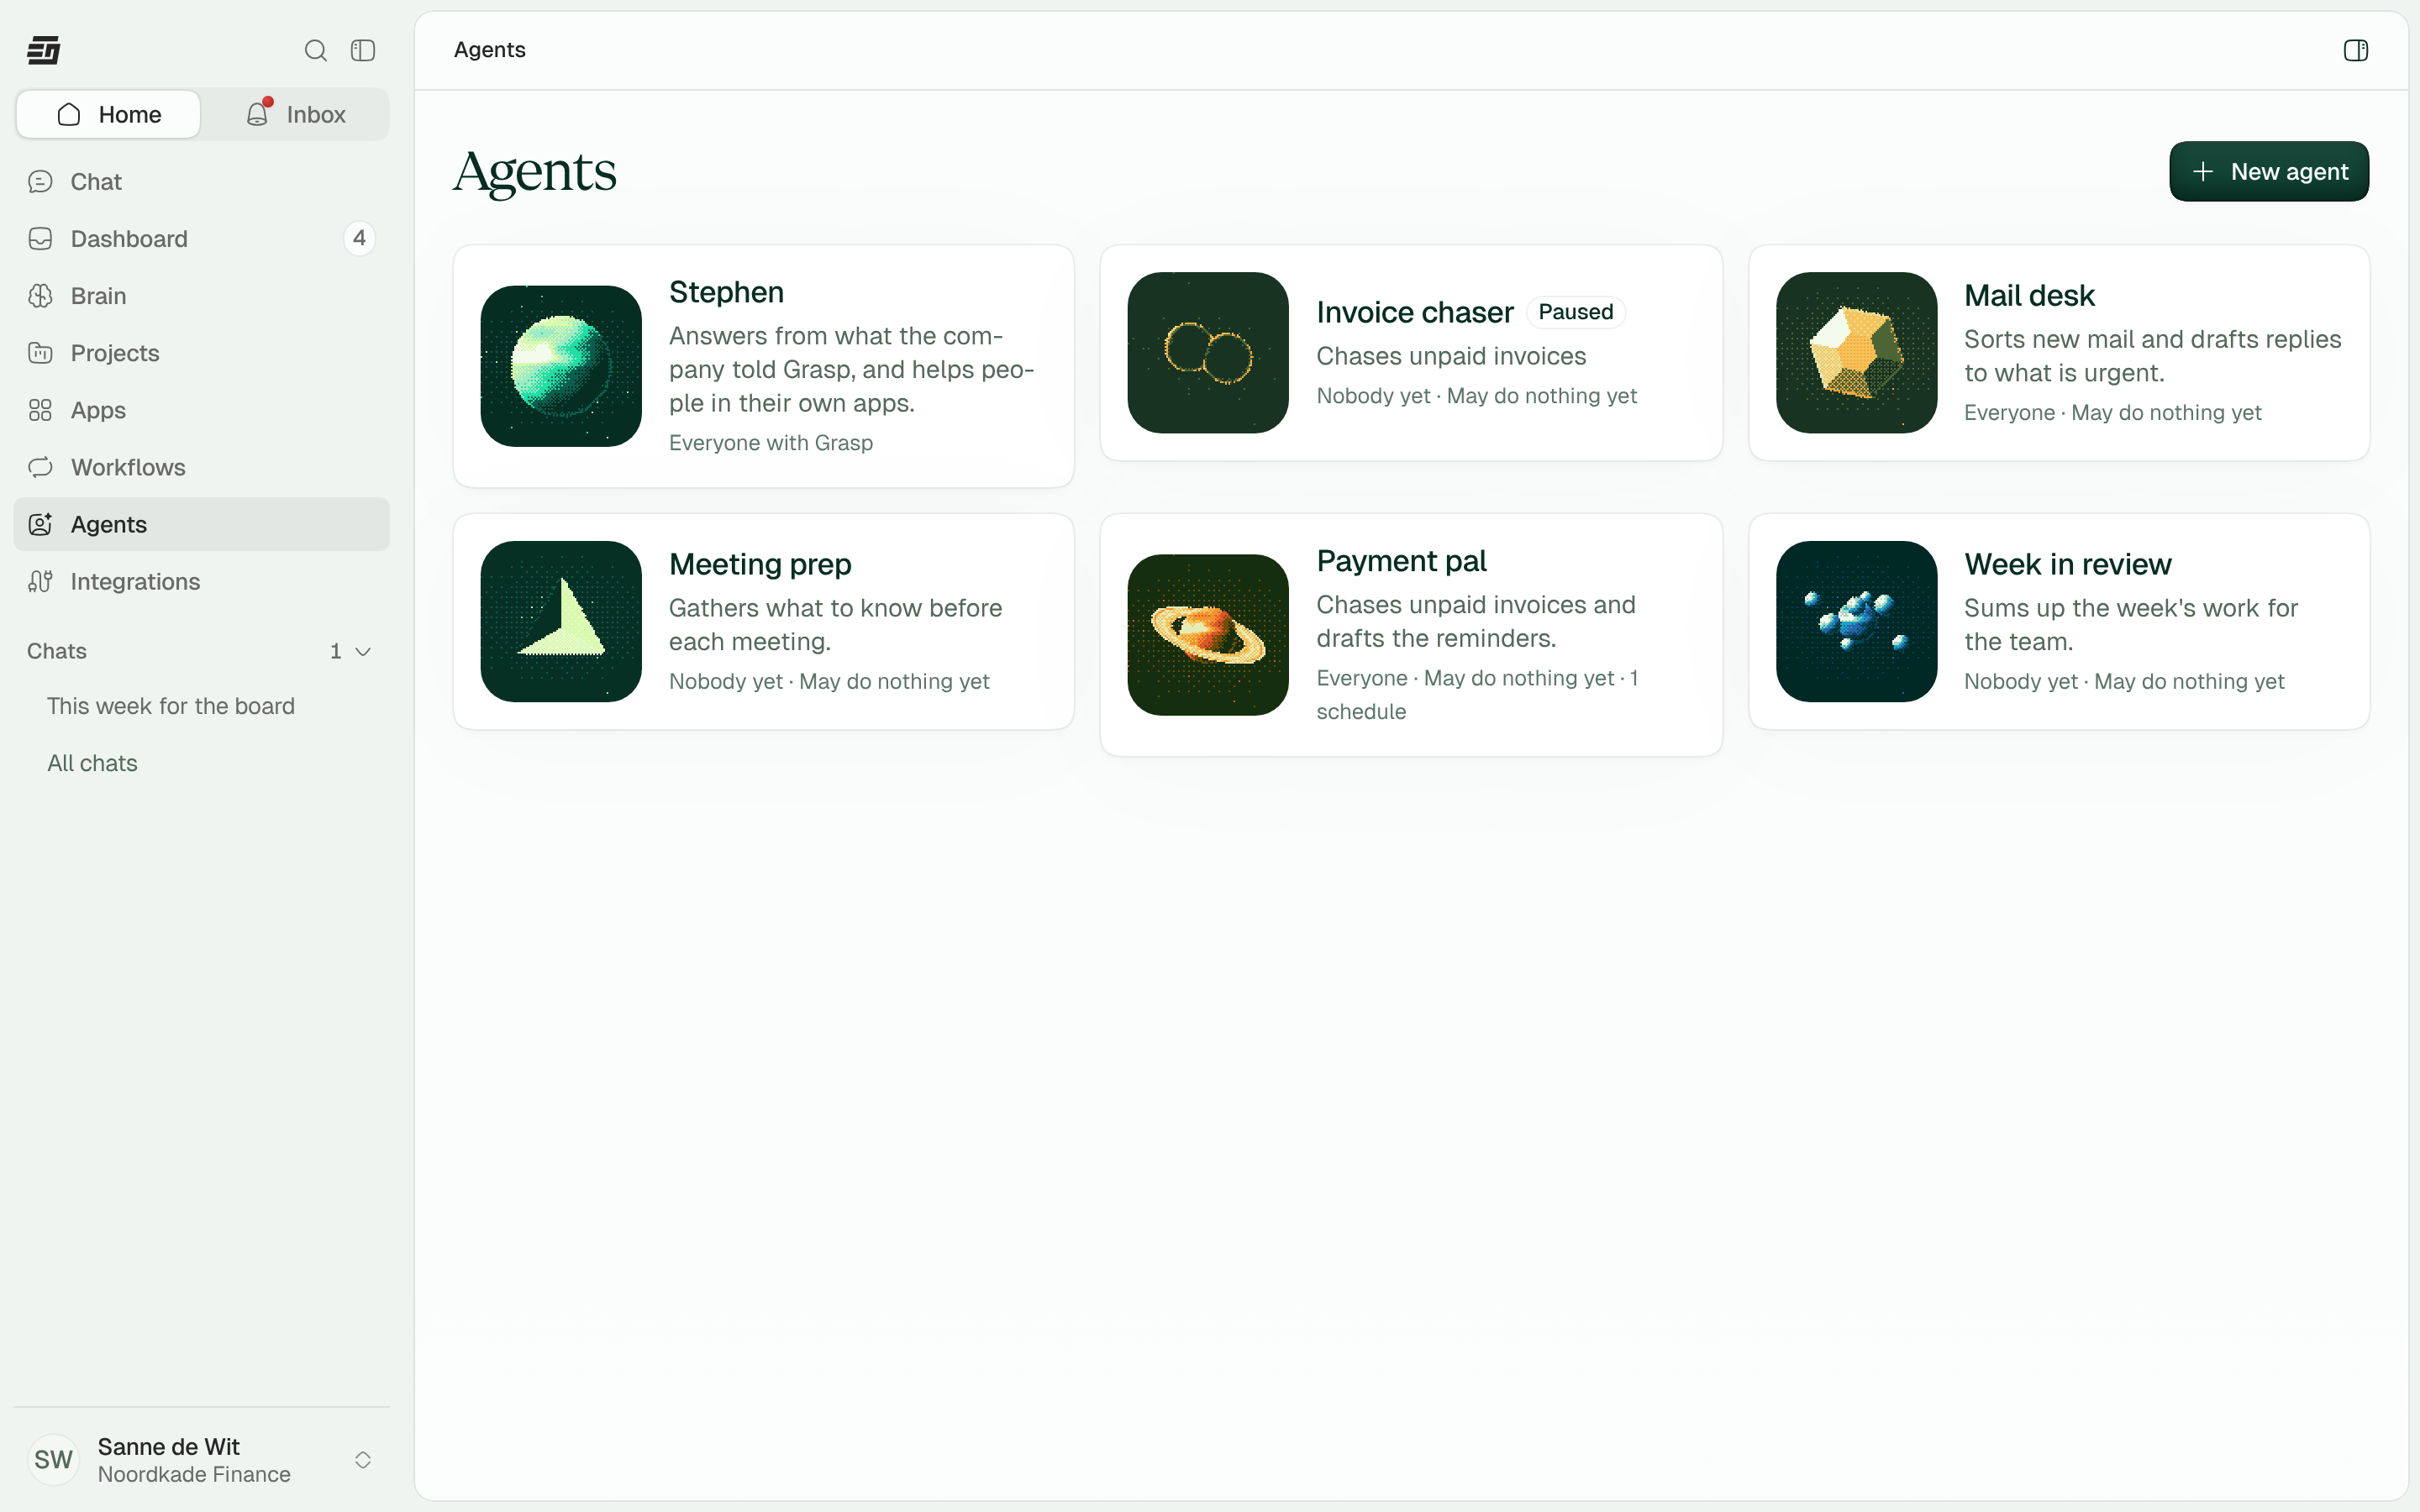 Home
Inbox
Chat
Dashboard
4
Brain
Projects
Apps
Workflows
Agents
Integrations
Chats
1
This week for the board
All chats
SW
Sanne de Wit
Noordkade Finance
Agents
Agents
New agent
Stephen
Answers from what the com-
pany told Grasp, and helps peo-
ple in their own apps.
Everyone with Grasp
Invoice chaser
Paused
Chases unpaid invoices
Nobody yet · May do nothing yet
Mail desk
Sorts new mail and drafts replies
to what is urgent.
Everyone · May do nothing yet
Meeting prep
Gathers what to know before
each meeting.
Nobody yet · May do nothing yet
Payment pal
Chases unpaid invoices and
drafts the reminders.
Everyone · May do nothing yet · 1
schedule
Week in review
Sums up the week's work for
the team.
Nobody yet · May do nothing yet